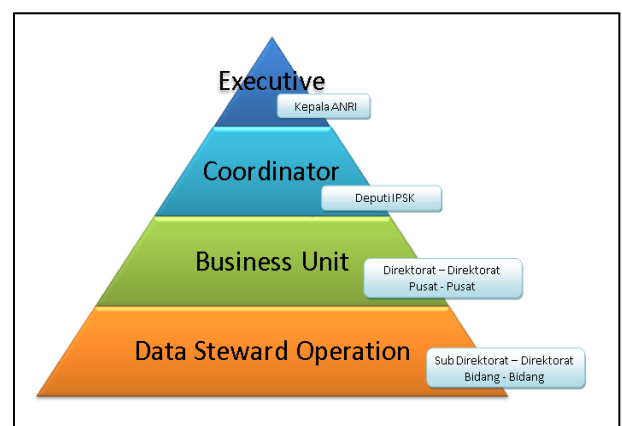 Executive
Kepala ANRI
Coordinator
Deputi IPSK
Business Unit
Direktorat – Direktorat
Pusat - Pusat
Data Steward Operation
Sub Direktorat – Direktorat
Bidang - Bidang